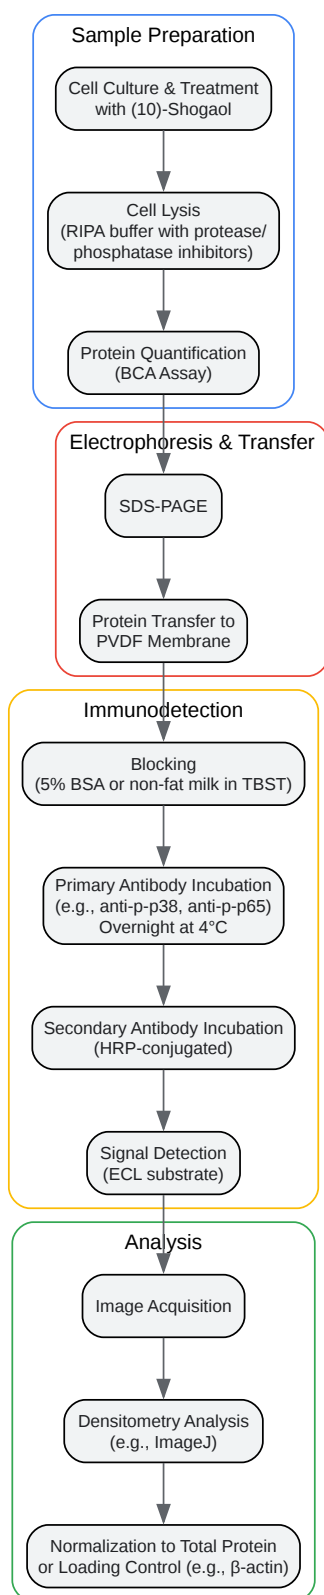 Sample Preparation
Cell Culture & Treatment
with (10)-Shogaol
Cell Lysis
(RIPA buffer with protease/
phosphatase inhibitors)
Protein Quantification
(BCA Assay)
Electrophoresis & Transfer
SDS-PAGE
Protein Transfer to
PVDF Membrane
Immunodetection
Blocking
(5% BSA or non-fat milk in TBST)
Primary Antibody Incubation
(e.g., anti-p-p38, anti-p-p65)
Overnight at 4°C
Secondary Antibody Incubation
(HRP-conjugated)
Signal Detection
(ECL substrate)
Analysis
Image Acquisition
Densitometry Analysis
(e.g., ImageJ)
Normalization to Total Protein
or Loading Control (e.g., β-actin)